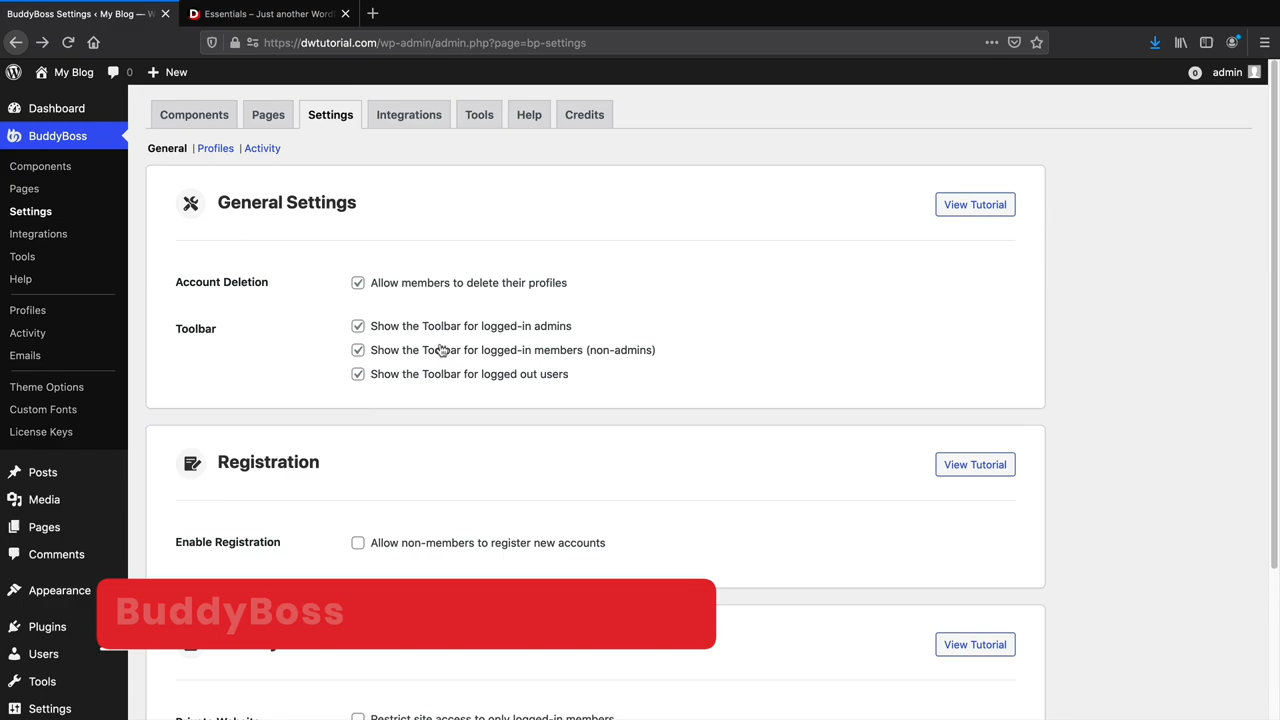 BuddyBoss Settings ‹ My Blog — W
Essentials – Just another Word
https://dwtutorial.com/wp-admin/admin.php?page=bp-settings
My Blog
0
New
0
admin
Dashboard
BuddyBoss
Components
Pages
Settings
Integrations
Tools
Help
Profiles
Activity
Emails
Theme Options
Custom Fonts
License Keys
Posts
Media
Pages
Comments
Appearance
Plugins
Users
Tools
Settings
Components
Pages
Settings
Integrations
Tools
Help
Credits
General | Profiles | Activity
General Settings
View Tutorial
Account Deletion
Allow members to delete their profiles
Toolbar
Show the Toolbar for logged-in admins
Show the Toolbar for logged-in members (non-admins)
Show the Toolbar for logged out users
Registration
View Tutorial
Enable Registration
Allow non-members to register new accounts
BuddyBoss
View Tutorial
Private Website
Restrict site access to only logged-in members